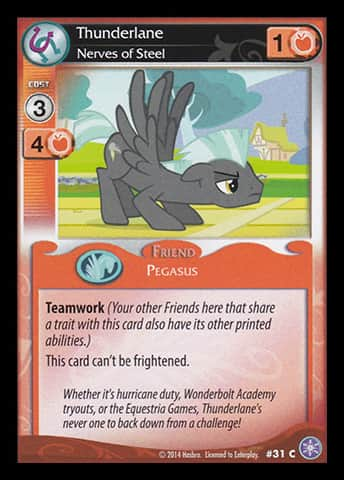 Thunderlane
Nerves of Steel
1
COST
3
4
FRIEND
PEGASUS
Teamwork (Your other Friends here that share
a trait with this card also have its other printed
abilities.)
This card can't be frightened.
Whether it's hurricane duty, Wonderbolt Academy
tryouts, or the Equestria Games, Thunderlane's
never one to back down from a challenge!
© 2014 Hasbro. Licensed to Enterplay. #31 C